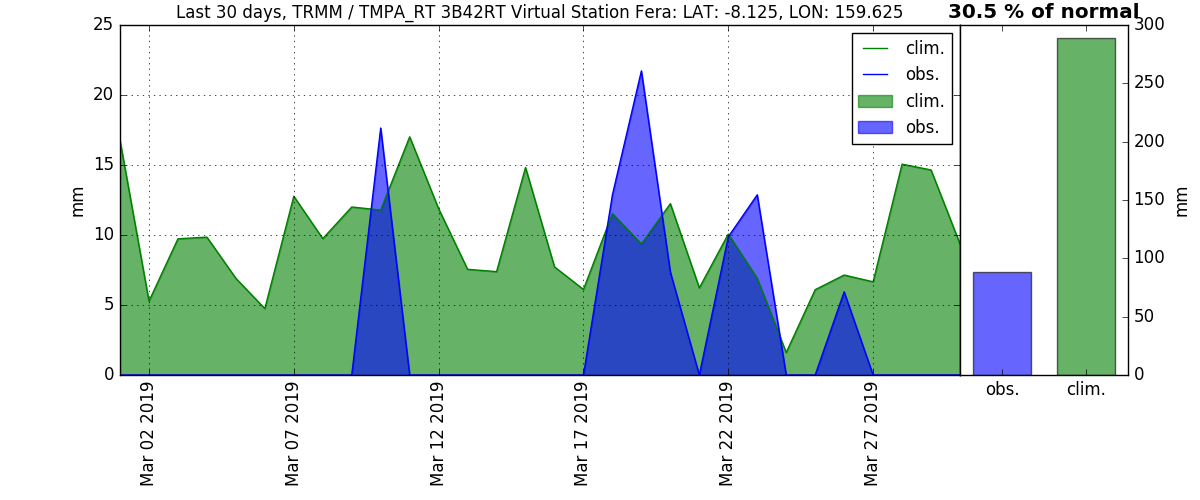 Last 30 days, TRMM / TMPA_RT 3B42RT Virtual Station Fera: LAT: -8.125, LON: 159.625
30.5 % of normal
25
20
15
10
5
0
mm
clim.
obs.
clim.
obs.
Mar 02 2019
Mar 07 2019
Mar 12 2019
Mar 17 2019
Mar 22 2019
Mar 27 2019
300
250
200
150
100
50
0
mm
obs.
clim.